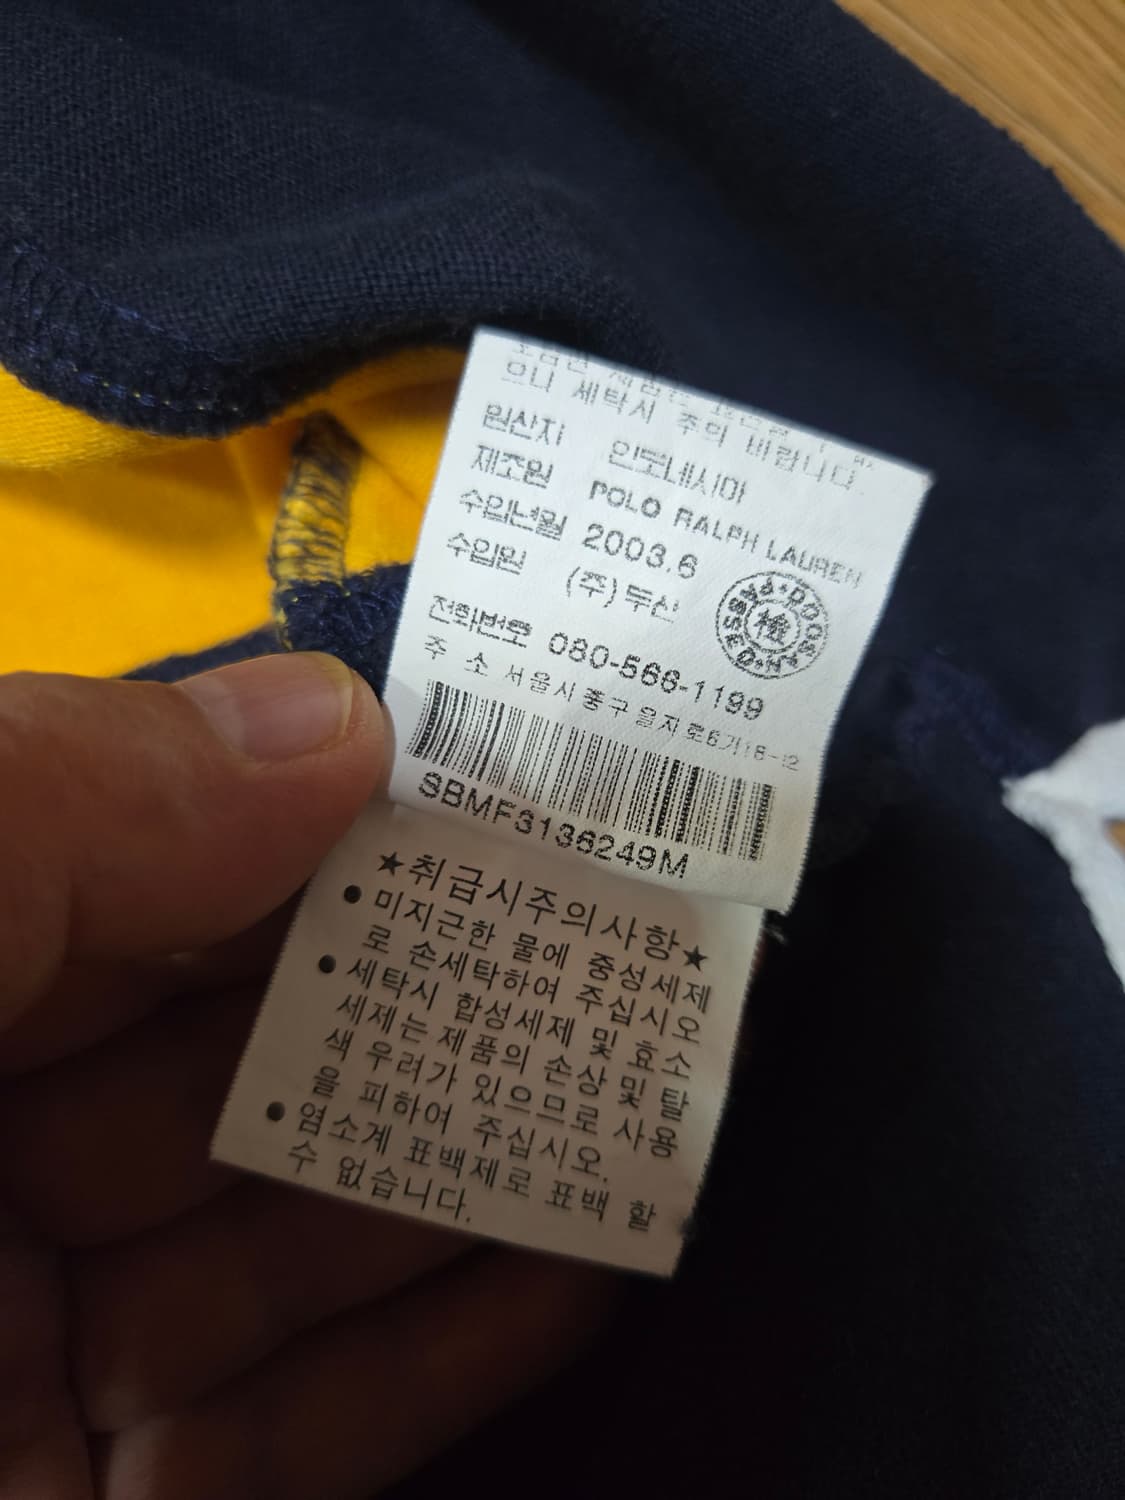 으니 세탁시 주의 바랍니다.
원산지 인도네시아
제조원 POLO RALPH LAUREN
수입년월 2003.6
수입원 (주)두산
DOOSAN PASSED 檢
전화번호 080-566-1199
주 소 서울시 중구 을지로6가18-12
SBMF3136249M
★취급시주의사항★
● 미지근한 물에 중성세제
로 손세탁하여 주십시오
● 세탁시 합성세제 및 효소
세제는 제품의 손상 및 탈
색 우려가 있으므로 사용
을 피하여 주십시오.
● 염소계 표백제로 표백 할
수 없습니다.